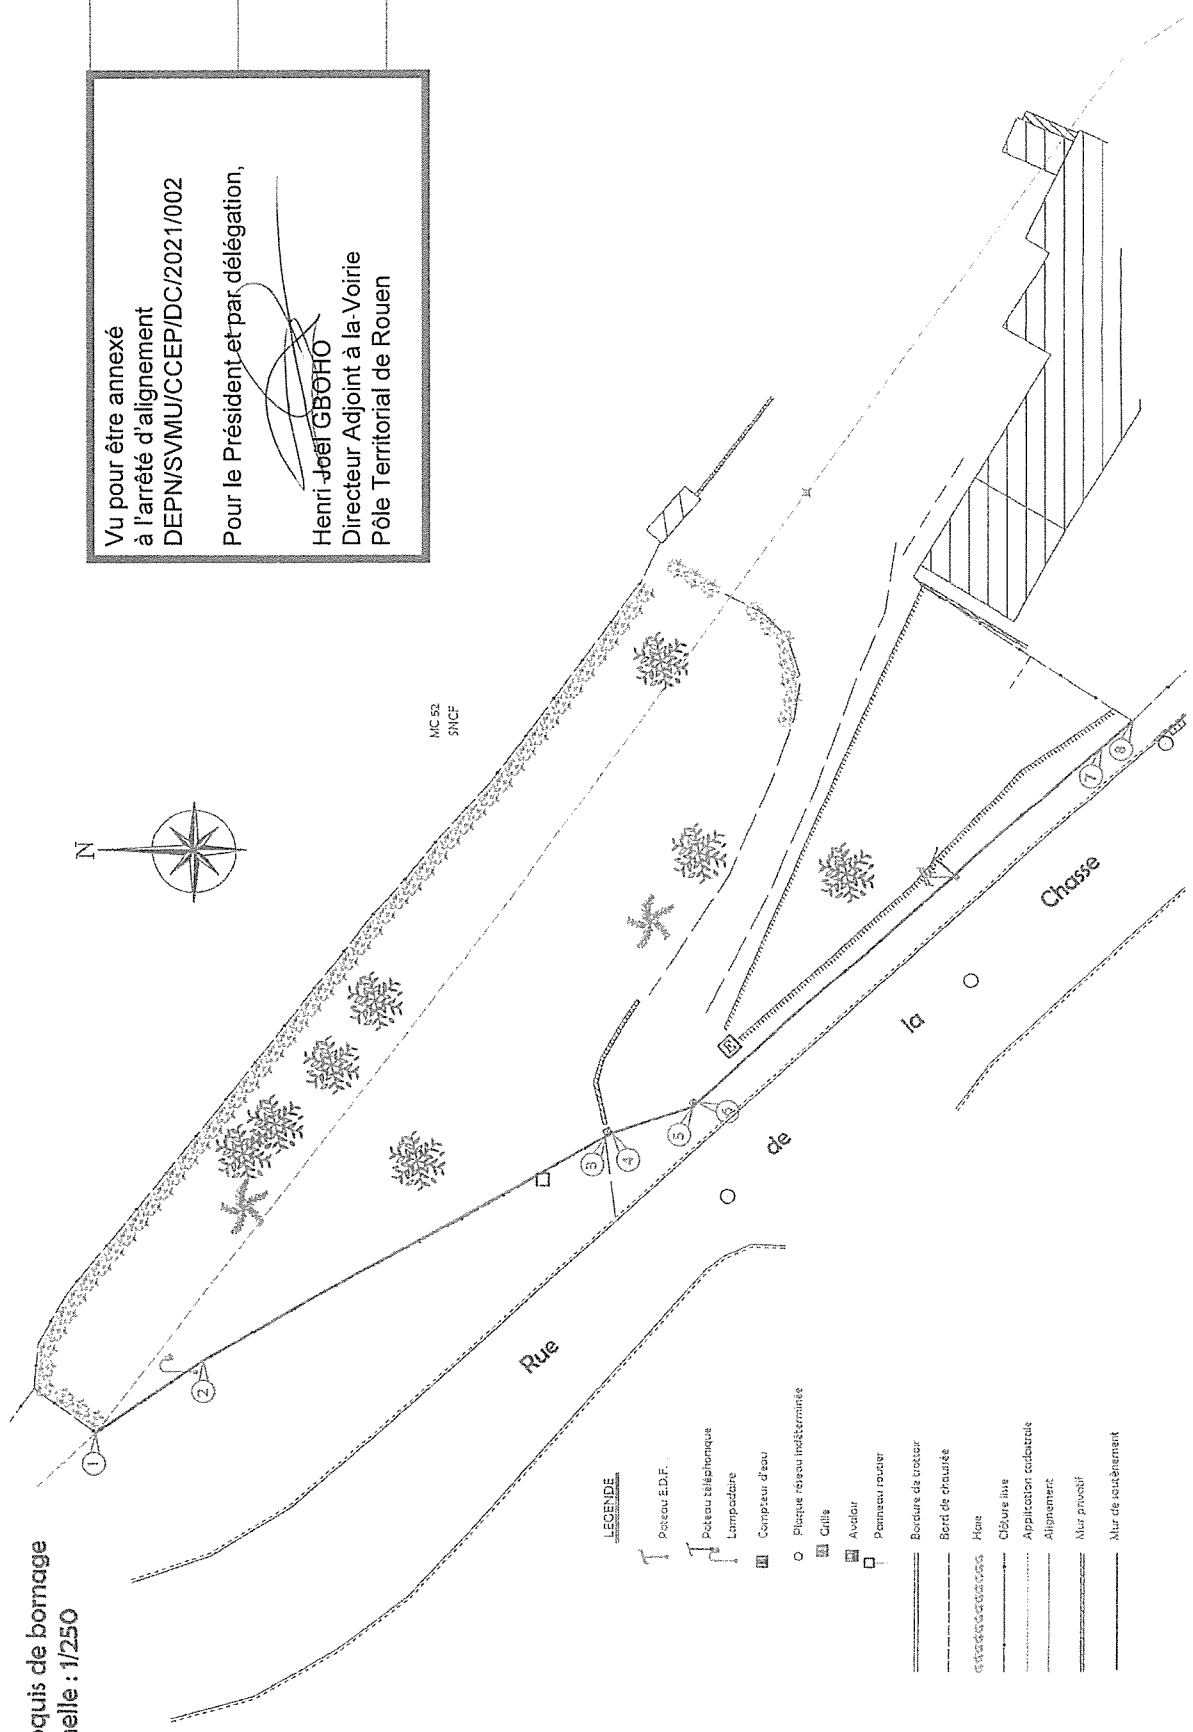 quis de bornage
elle : 1/250
Vu pour être annexé
à l'arrêté d'alignement
DEPN/SVMU/CCEP/DC/2021/002
Pour le Président et par délégation,
Henri-Joël GBOHO
Directeur Adjoint à la Voirie
Pôle Territorial de Rouen
N
MC 52
SNCF
1
2
3
4
5
E
7
8
Rue
de
la
Chasse
LEGENDE
Poteau E.D.F.
Poteau téléphonique
Lampadaire
Compteur d'eau
Plaque réseau indéterminée
Grille
Avaloir
Panneau routier
Bordure de trottoir
Bord de chaussée
Haie
Clôture lisse
Application cadastrale
Alignement
Mur privatif
Mur de soutènement